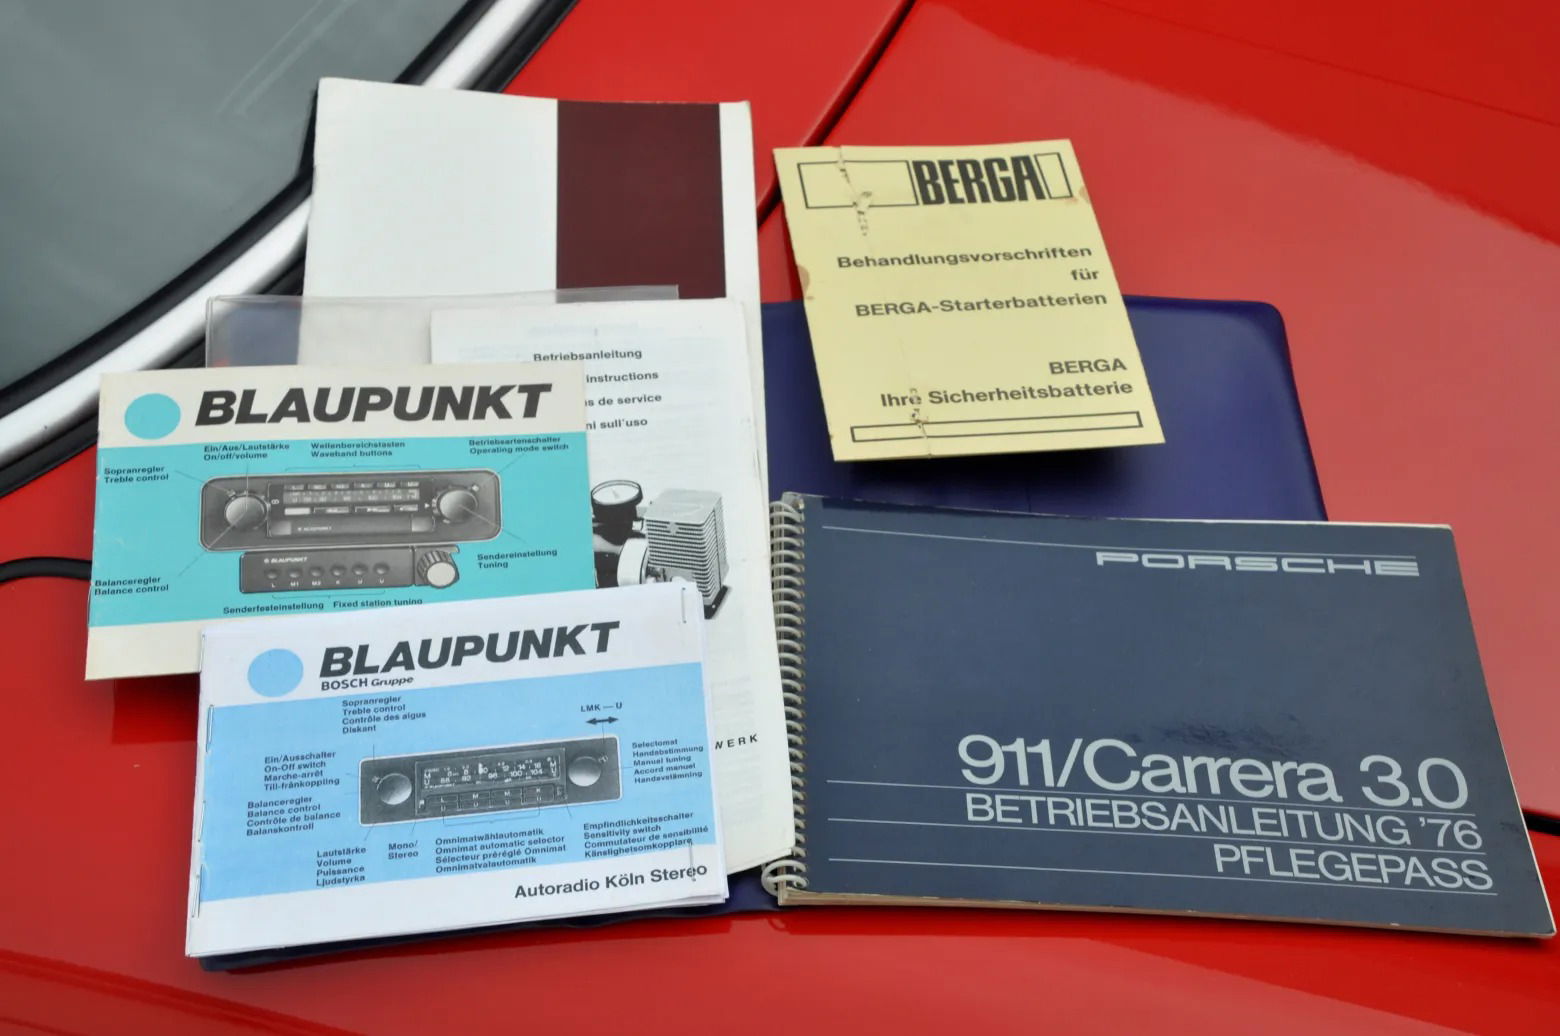 BERGA
Behandlungsvorschriften
für
BERGA-Starterbatterien
BERGA
Ihre Sicherheitsbatterie
Betriebsanleitung
instructions
de service
sull'uso
WERK
BLAUPUNKT
Ein/Aus/Lautstärke
On/off/volume
Wellenbereichstasten
Waveband buttons
Betriebsartenschalter
Operating mode switch
Sopranregler
Treble control
BLAUPUNKT
BLAUPUNKT
L M1 M2 K U U
Sendereinstellung
Tuning
Balanceregler
Balance control
Senderfesteinstellung Fixed station tuning
BLAUPUNKT
BOSCH Gruppe
Sopranregler
Treble control
Contrôle des aigus
Diskant
LMK — U
Ein/Ausschalter
On-Off switch
Marche-arrêt
Till-frånkoppling
Selectomat
Handabstimmung
Manual tuning
Accord manuel
Handavstämning
Balanceregler
Balance control
Contrôle de balance
Balanskontroll
Lautstärke
Volume
Puissance
Ljudstyrka
Mono/
Stereo
Omnimatwählautomatik
Omnimat automatic selector
Sélecteur préréglé Omnimat
Omnimatvalautomatik
Empfindlichkeitsschalter
Sensitivity switch
Commutateur de sensibilité
Känslighetsomkopplare
Autoradio Köln Stereo
PORSCHE
911/Carrera 3.0
BETRIEBSANLEITUNG '76
PFLEGEPASS